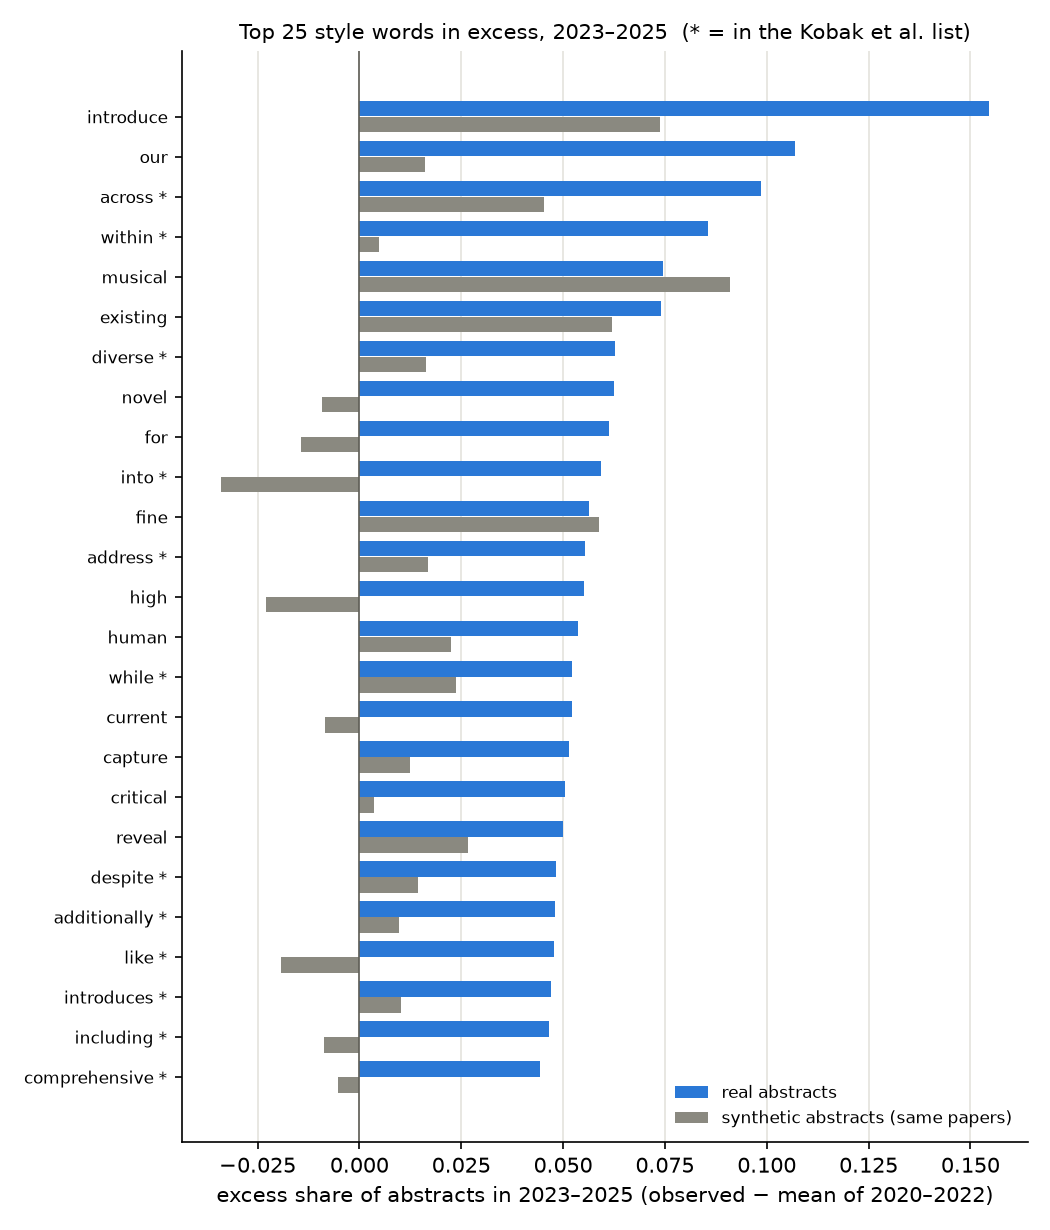 Top 25 style words in excess, 2023–2025 (* = in the Kobak et al. list)
introduce
our
across *
within *
musical
existing
diverse *
novel
for
into *
fine
address *
high
human
while *
current
capture
critical
reveal
despite *
additionally *
like *
introduces *
including *
comprehensive *
real abstracts
synthetic abstracts (same papers)
−0.025 0.000 0.025 0.050 0.075 0.100 0.125 0.150
excess share of abstracts in 2023–2025 (observed − mean of 2020–2022)